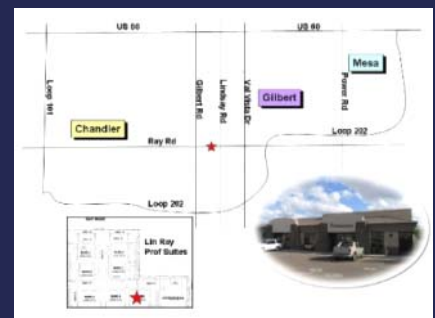 US 60
US 60
Mesa
Loop 101
Gilbert Rd
Lindsay Rd
Val Vista Dr
Gilbert
Power Rd
Chandler
Loop 202
Ray Rd
Loop 202
Lin Ray
Prof Suites